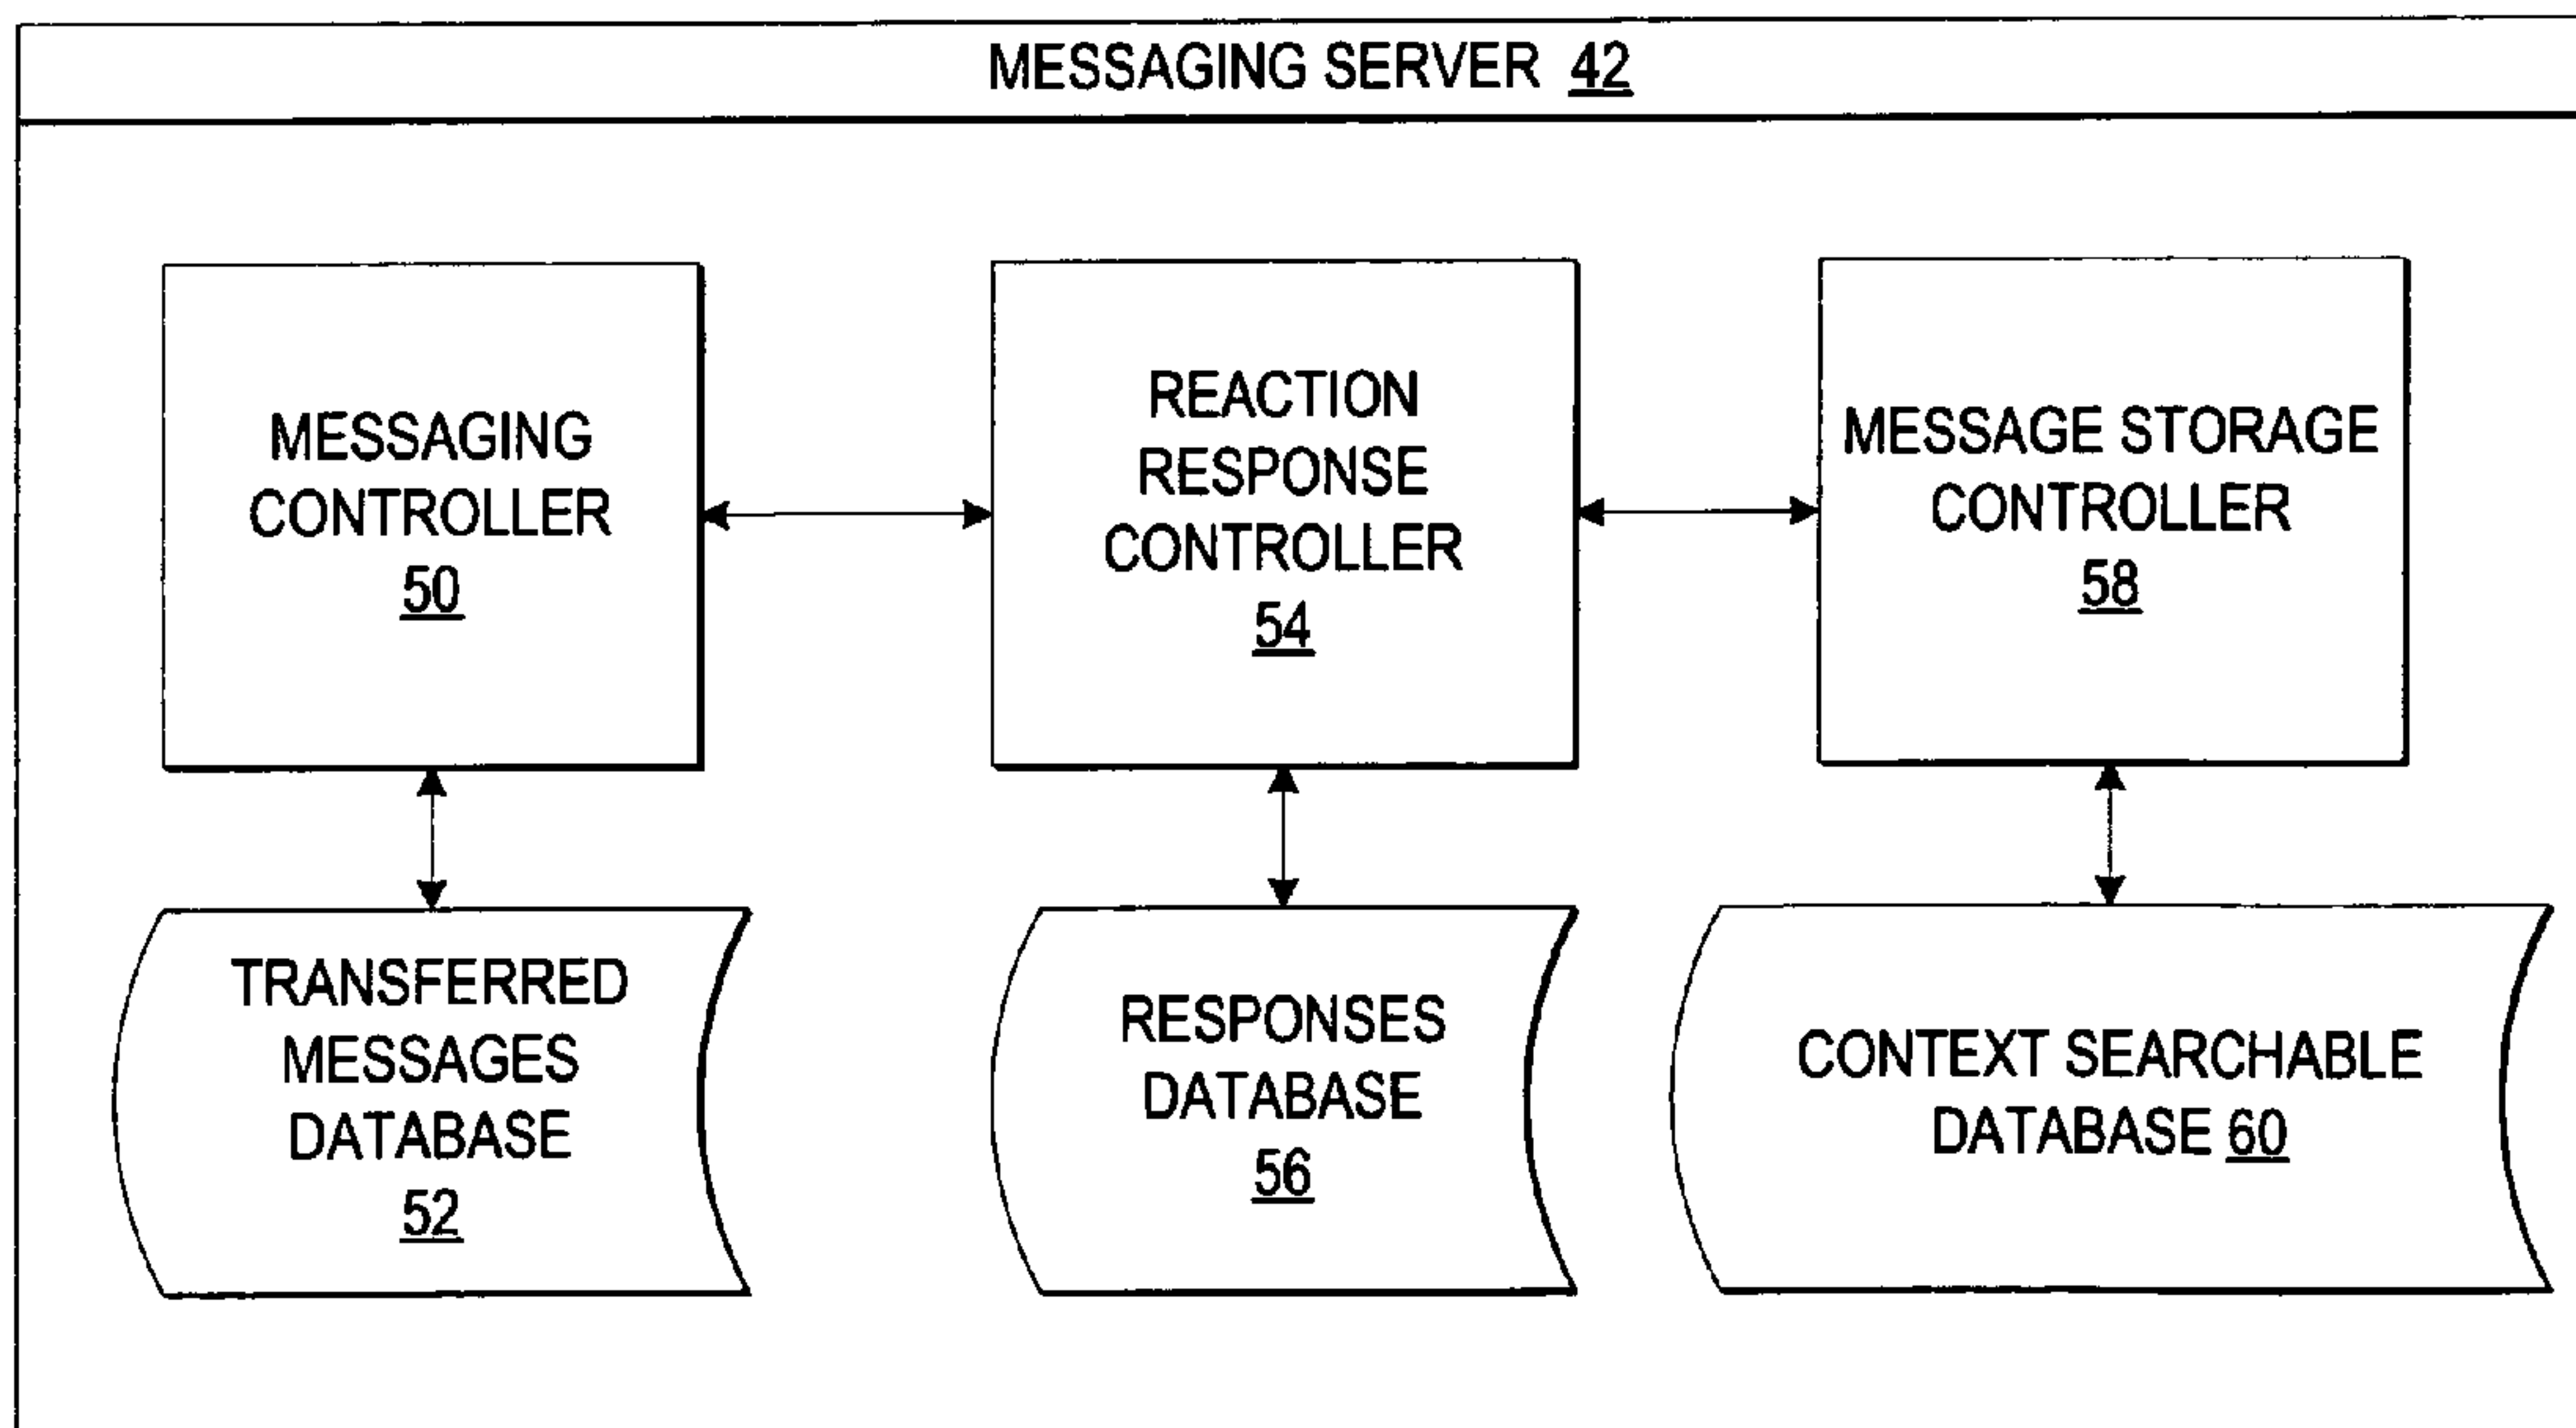 MESSAGING SERVER 42
MESSAGING
CONTROLLER
50
REACTION
RESPONSE
CONTROLLER
54
MESSAGE STORAGE
CONTROLLER
58
TRANSFERRED
MESSAGES
DATABASE
52
RESPONSES
DATABASE
56
CONTEXT SEARCHABLE
DATABASE 60